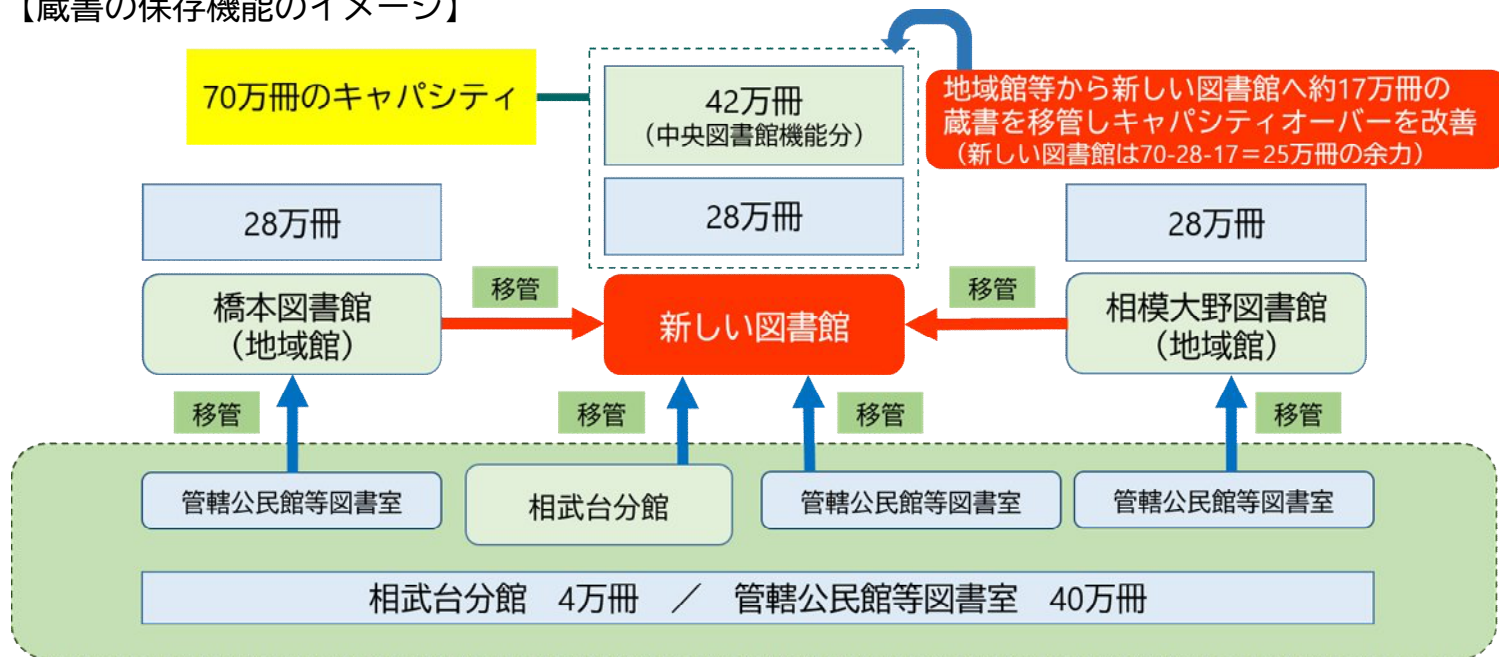 【蔵書の保存機能のイメージ】
70万冊のキャパシティ
42万冊
（中央図書館機能分）
地域館等から新しい図書館へ約17万冊の
蔵書を移管しキャパシティオーバーを改善
（新しい図書館は70-28-17＝25万冊の余力）
28万冊
28万冊
28万冊
橋本図書館
（地域館）
移管
新しい図書館
移管
相模大野図書館
（地域館）
移管
移管
移管
移管
管轄公民館等図書室
相武台分館
管轄公民館等図書室
管轄公民館等図書室
相武台分館　4万冊　／　管轄公民館等図書室　40万冊